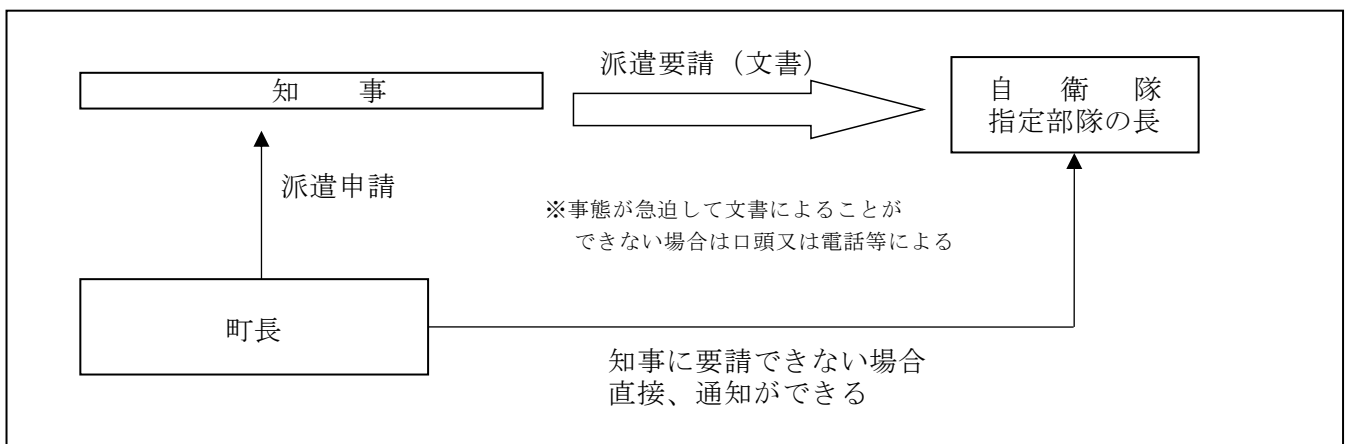 派遣要請（文書）
知　　事
自　衛　隊
指定部隊の長
派遣申請
※事態が急迫して文書によることが
できない場合は口頭又は電話等による
町長
知事に要請できない場合
直接、通知ができる